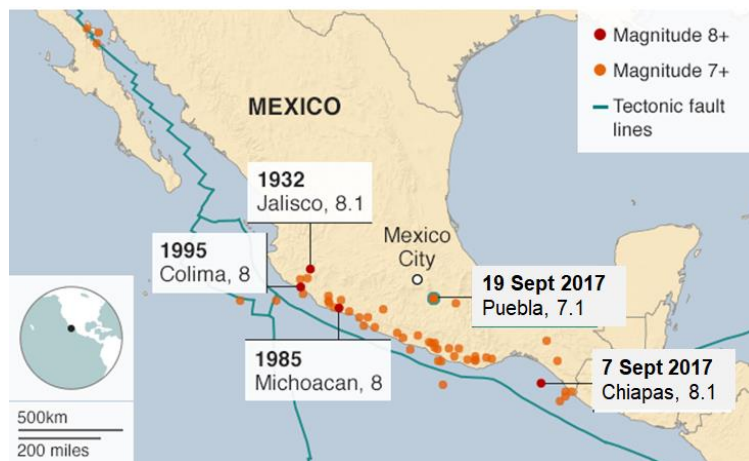 Magnitude 8+
Magnitude 7+
Tectonic fault
lines
MEXICO
1932
Jalisco, 8.1
1995
Colima, 8
Mexico
City
19 Sept 2017
Puebla, 7.1
1985
Michoacan, 8
7 Sept 2017
Chiapas, 8.1
500km
200 miles